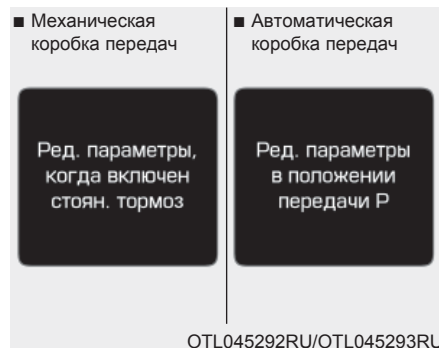 ■ Механическая
коробка передач
Ред. параметры,
когда включен
стоян. тормоз
■ Автоматическая
коробка передач
Ред. параметры
в положении
передачи P
OTL045292RU/OTL045293RU